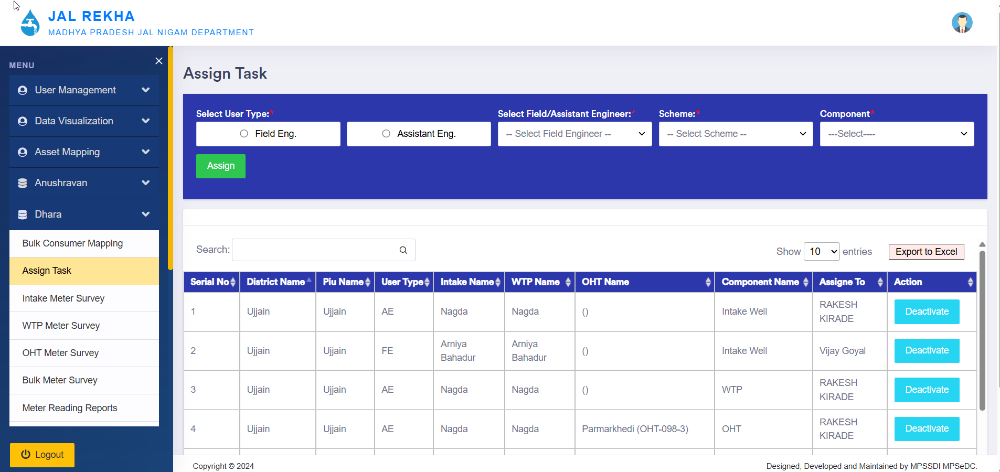 JAL REKHA
MADHYA PRADESH JAL NIGAM DEPARTMENT
MENU
User Management
Data Visualization
Asset Mapping
Anushravan
Dhara
Bulk Consumer Mapping
Assign Task
Intake Meter Survey
WTP Meter Survey
OHT Meter Survey
Bulk Meter Survey
Meter Reading Reports
Logout
Assign Task
Select User Type:* Select Field/Assistant Engineer:* Scheme:* Component*
Field Eng. Assistant Eng. -- Select Field Engineer -- -- Select Scheme -- ---Select----
Assign
Search: Show 10 entries Export to Excel
Serial No District Name Piu Name User Type Intake Name WTP Name OHT Name Component Name Assigne To Action
1 Ujjain Ujjain AE Nagda Nagda () Intake Well RAKESH KIRADE Deactivate
2 Ujjain Ujjain FE Arniya Bahadur Arniya Bahadur () Intake Well Vijay Goyal Deactivate
3 Ujjain Ujjain AE Nagda Nagda () WTP RAKESH KIRADE Deactivate
4 Ujjain Ujjain AE Nagda Nagda Parmarkhedi (OHT-098-3) OHT RAKESH KIRADE Deactivate
Copyright © 2024 Designed, Developed and Maintained by MPSSDI MPSeDC.